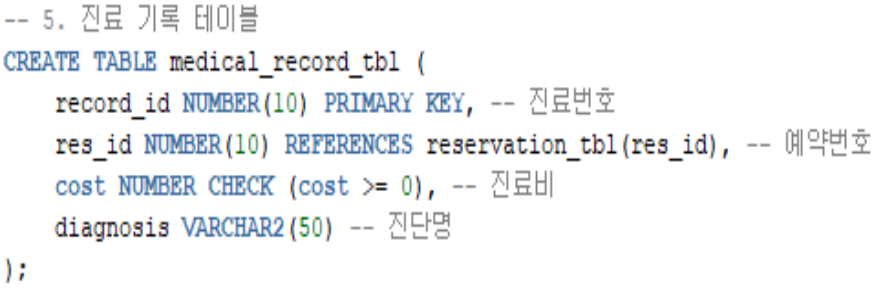 -- 5. 진료 기록 테이블
CREATE TABLE medical_record_tbl (
    record_id NUMBER(10) PRIMARY KEY, -- 진료번호
    res_id NUMBER(10) REFERENCES reservation_tbl(res_id), -- 예약번호
    cost NUMBER CHECK (cost >= 0), -- 진료비
    diagnosis VARCHAR2(50) -- 진단명
);